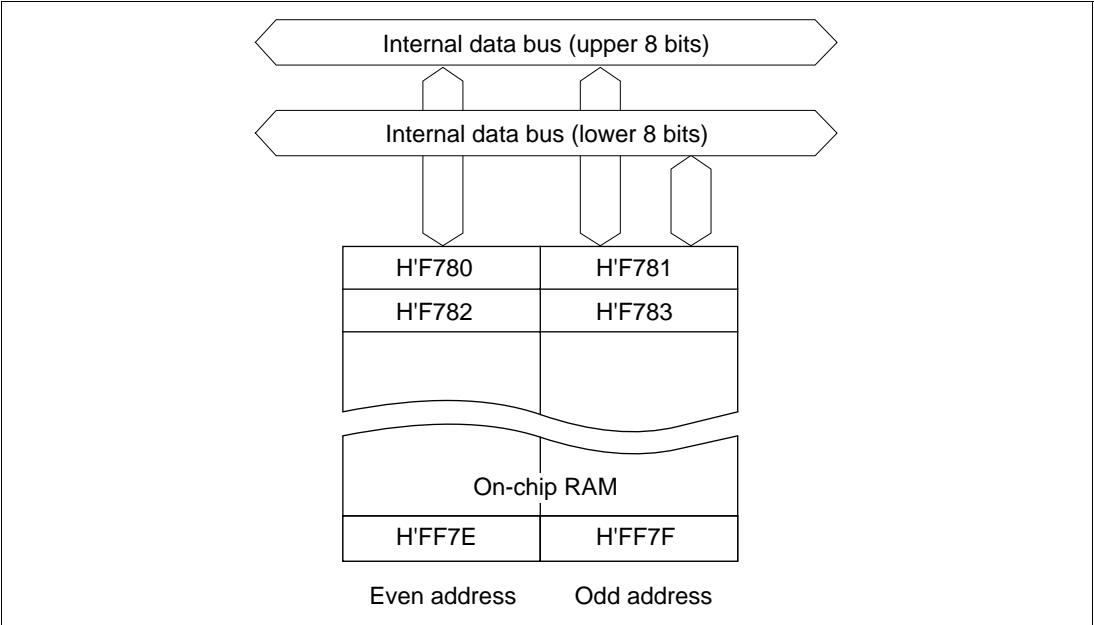 Internal data bus (upper 8 bits)
Internal data bus (lower 8 bits)
H'F780 H'F781
H'F782 H'F783
On-chip RAM
H'FF7E H'FF7F
Even address Odd address